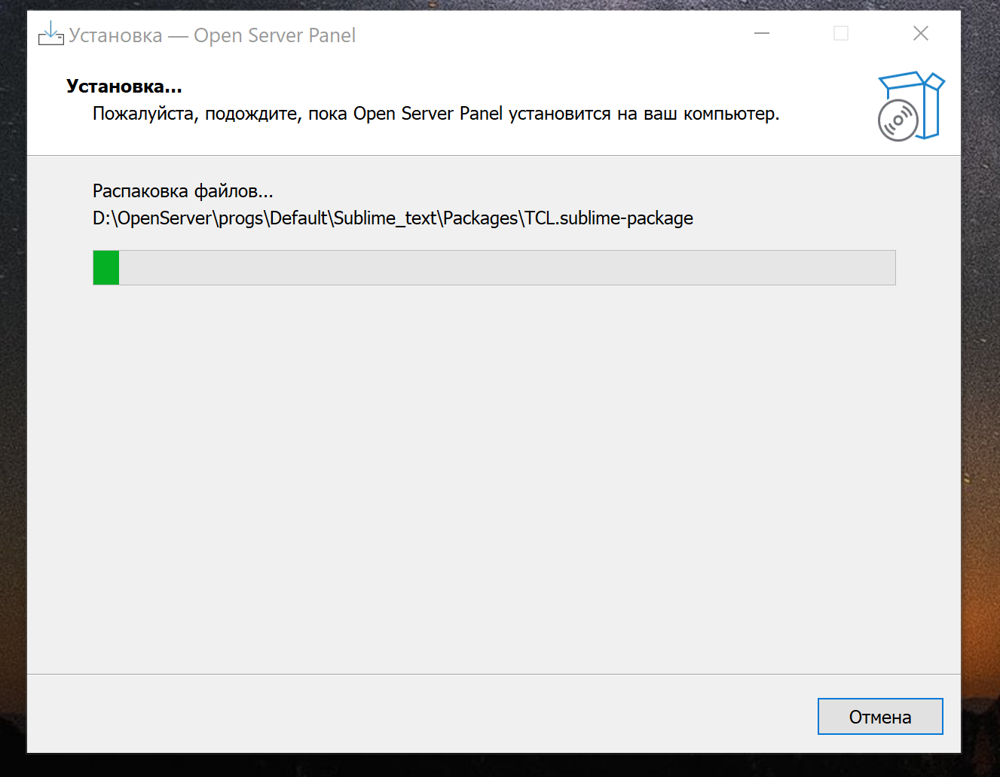 Установка — Open Server Panel
Установка...
Пожалуйста, подождите, пока Open Server Panel установится на ваш компьютер.
Распаковка файлов...
D:\OpenServer\progs\Default\Sublime_text\Packages\TCL.sublime-package
Отмена